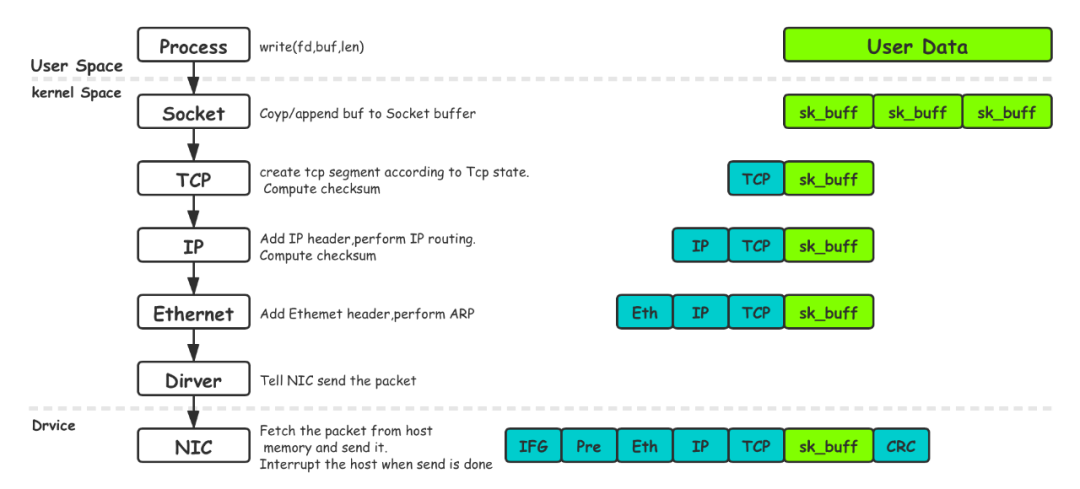 Process
write(fd,buf,len)
User Data
User Space
kernel Space
Socket
Coyp/append buf to Socket buffer
sk_buff sk_buff sk_buff
TCP
create tcp segment according to Tcp state.
Compute checksum
TCP sk_buff
IP
Add IP header,perform IP routing.
Compute checksum
IP TCP sk_buff
Ethernet
Add Ethemet header,perform ARP
Eth IP TCP sk_buff
Dirver
Tell NIC send the packet
Drvice
NIC
Fetch the packet from host
memory and send it.
Interrupt the host when send is done
IFG Pre Eth IP TCP sk_buff CRC